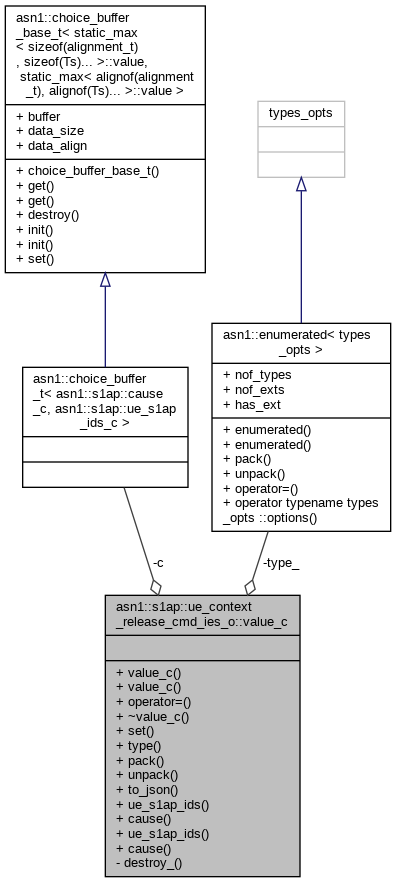 asn1::choice_buffer
_base_t< static_max
< sizeof(alignment_t)
, sizeof(Ts)... >::value,
static_max< alignof(alignment
_t), alignof(Ts)... >::value >
+ buffer
+ data_size
+ data_align
+ choice_buffer_base_t()
+ get()
+ get()
+ destroy()
+ init()
+ init()
+ set()
types_opts
asn1::enumerated< types
_opts >
+ nof_types
+ nof_exts
+ has_ext
+ enumerated()
+ enumerated()
+ pack()
+ unpack()
+ operator=()
+ operator typename types
_opts ::options()
asn1::choice_buffer
_t< asn1::s1ap::cause
_c, asn1::s1ap::ue_s1ap
_ids_c >
-c
-type_
asn1::s1ap::ue_context
_release_cmd_ies_o::value_c
+ value_c()
+ value_c()
+ operator=()
+ ~value_c()
+ set()
+ type()
+ pack()
+ unpack()
+ to_json()
+ ue_s1ap_ids()
+ cause()
+ ue_s1ap_ids()
+ cause()
- destroy_()